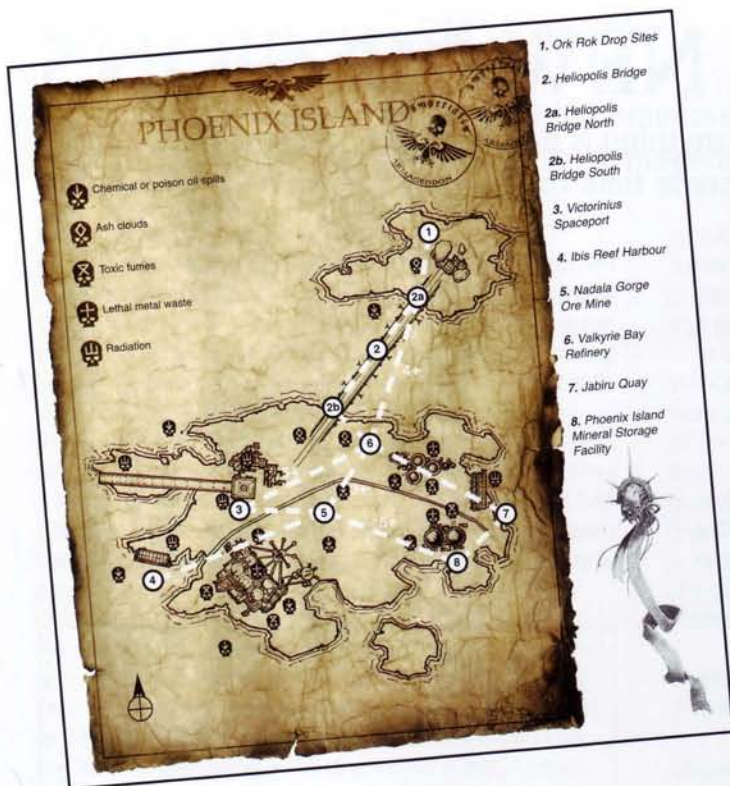 PHOENIX ISLAND
Imperialis
ARMAGEDDON
Chemical or poison oil spills
Ash clouds
Toxic fumes
Lethal metal waste
Radiation
1
2a
2
2b
6
3
5
7
4
8
1. Ork Rok Drop Sites
2. Heliopolis Bridge
2a. Heliopolis
Bridge North
2b. Heliopolis
Bridge South
3. Victorinius
Spaceport
4. Ibis Reef Harbour
5. Nadala Gorge
Ore Mine
6. Valkyrie Bay
Refinery
7. Jabiru Quay
8. Phoenix Island
Mineral Storage
Facility